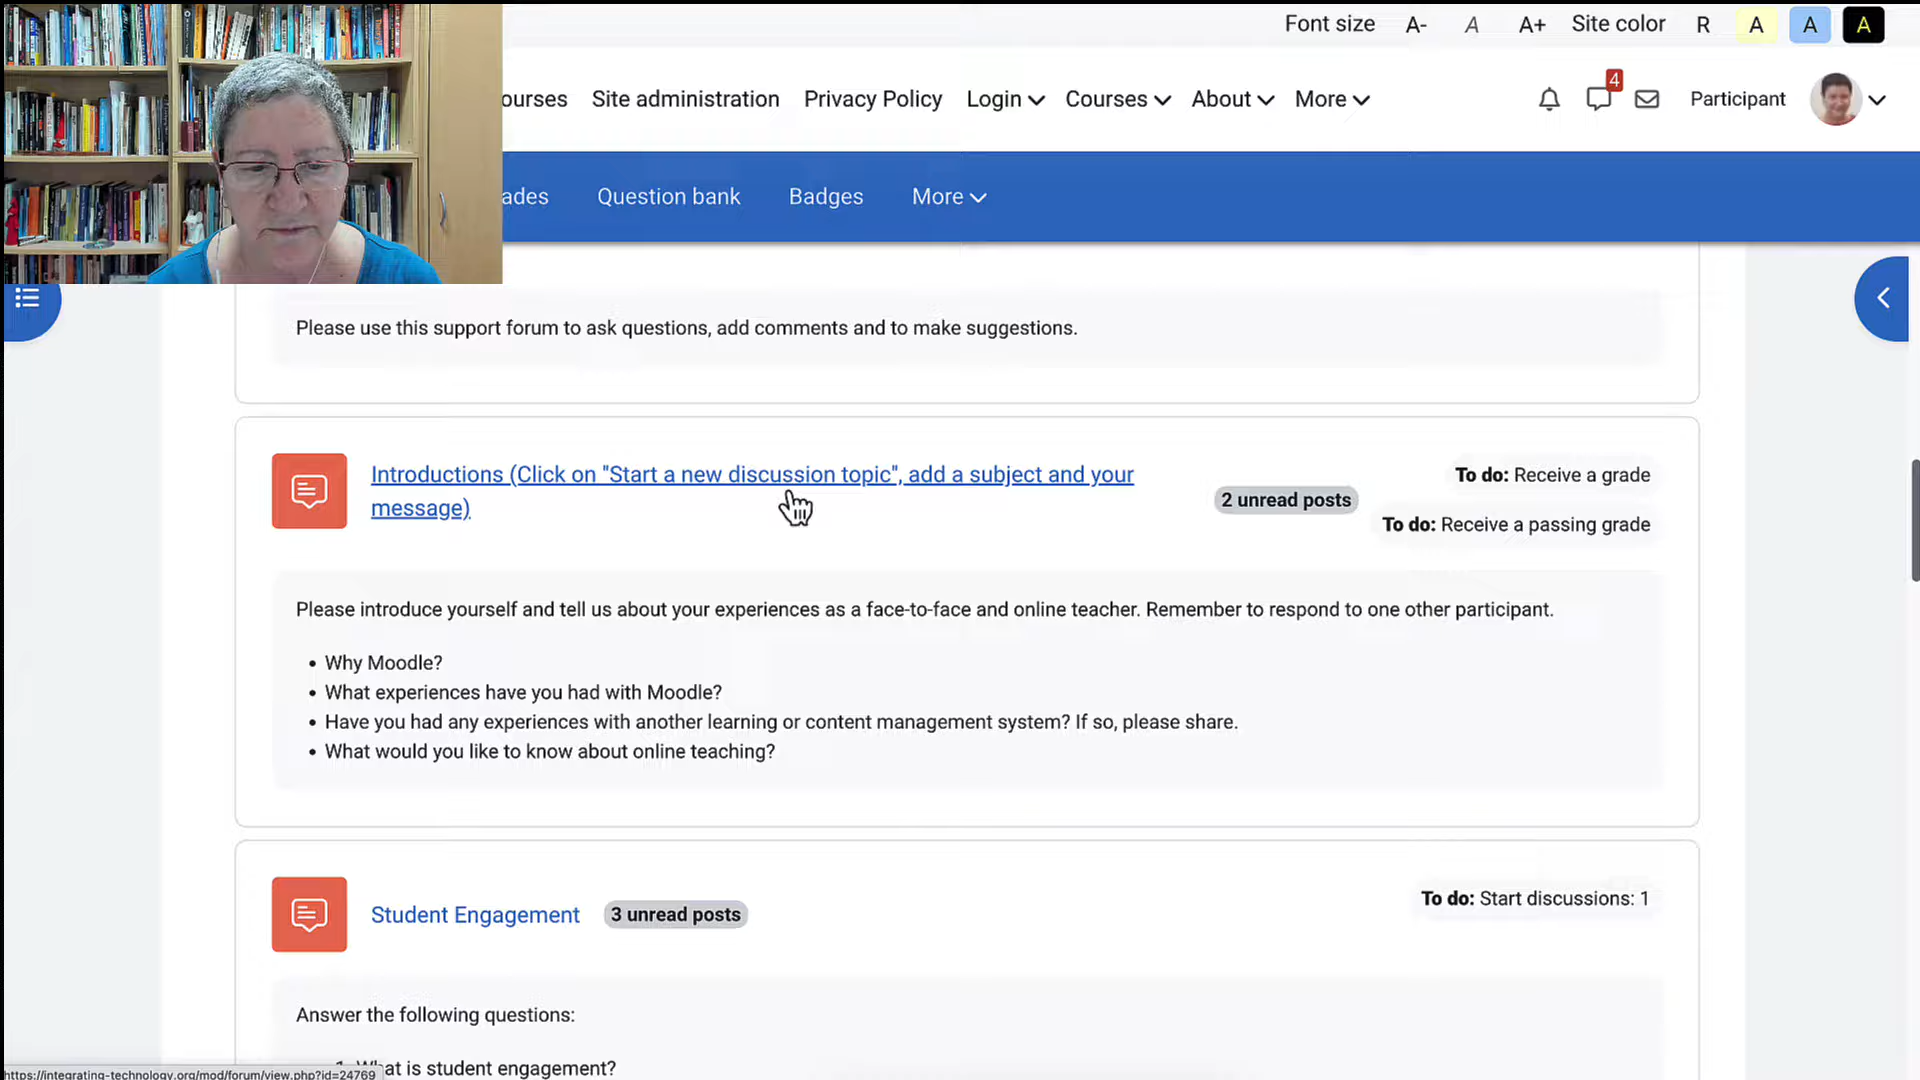 Font size A- A A+ Site color R A A A
ourses Site administration Privacy Policy Login Courses About More 4 Participant
ades Question bank Badges More
Please use this support forum to ask questions, add comments and to make suggestions.
Introductions (Click on "Start a new discussion topic", add a subject and your
message)
2 unread posts
To do: Receive a grade
To do: Receive a passing grade
Please introduce yourself and tell us about your experiences as a face-to-face and online teacher. Remember to respond to one other participant.
• Why Moodle?
• What experiences have you had with Moodle?
• Have you had any experiences with another learning or content management system? If so, please share.
• What would you like to know about online teaching?
Student Engagement 3 unread posts
To do: Start discussions: 1
Answer the following questions:
1. What is student engagement?
https://integrating-technology.org/mod/forum/view.php?id=24769